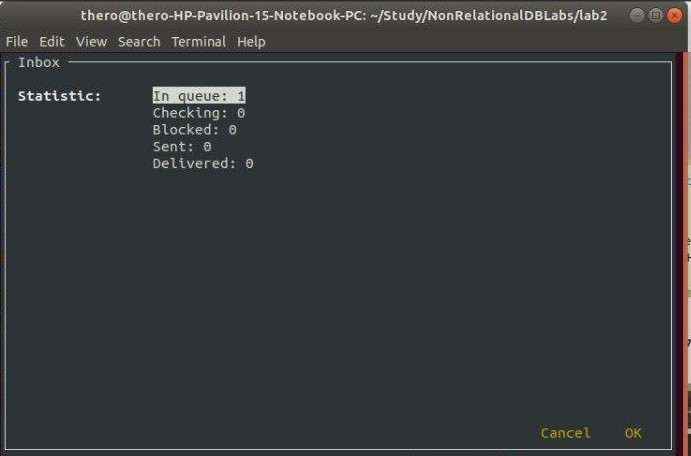 thero@thero-HP-Pavilion-15-Notebook-PC: ~/Study/NonRelationalDBLabs/lab2
File Edit View Search Terminal Help
Inbox
Statistic: In queue: 1
Checking: 0
Blocked: 0
Sent: 0
Delivered: 0
Cancel OK